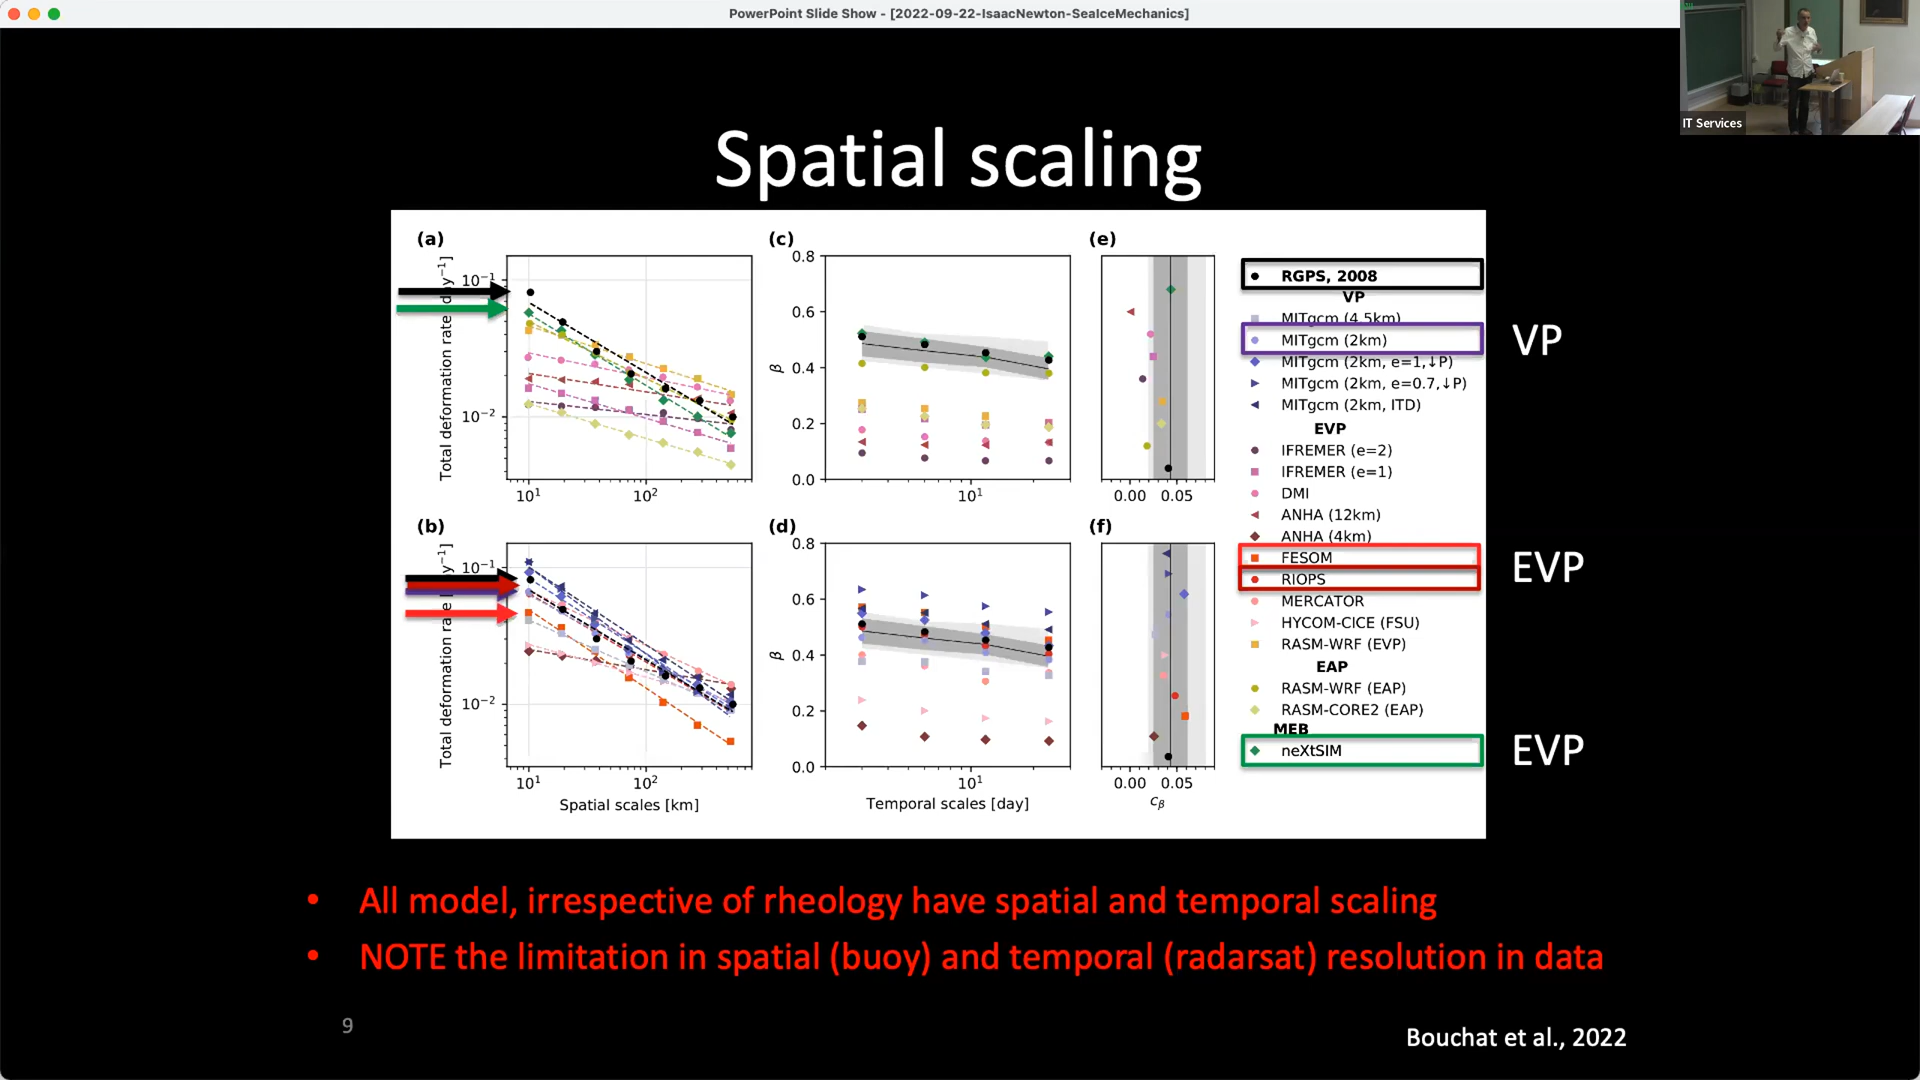 PowerPoint Slide Show - [2022-09-22-IsaacNewton-SeaIceMechanics]
IT Services
Spatial scaling
(a)
Total deformation rate day⁻¹]
10⁻¹
10⁻²
10¹
10²
(c)
β
0.8
0.6
0.4
0.2
0.0
10¹
(e)
0.00 0.05
(b)
Total deformation rate y⁻¹]
10⁻¹
10⁻²
10¹
10²
Spatial scales [km]
(d)
β
0.8
0.6
0.4
0.2
0.0
10¹
Temporal scales [day]
(f)
0.00 0.05
cβ
RGPS, 2008
VP
MITgcm (4.5km)
MITgcm (2km)
MITgcm (2km, e=1,↓P)
MITgcm (2km, e=0.7,↓P)
MITgcm (2km, ITD)
EVP
IFREMER (e=2)
IFREMER (e=1)
DMI
ANHA (12km)
ANHA (4km)
FESOM
RIOPS
MERCATOR
HYCOM-CICE (FSU)
RASM-WRF (EVP)
EAP
RASM-WRF (EAP)
RASM-CORE2 (EAP)
MEB
neXtSIM
VP
EVP
EVP
• All model, irrespective of rheology have spatial and temporal scaling
• NOTE the limitation in spatial (buoy) and temporal (radarsat) resolution in data
9
Bouchat et al., 2022